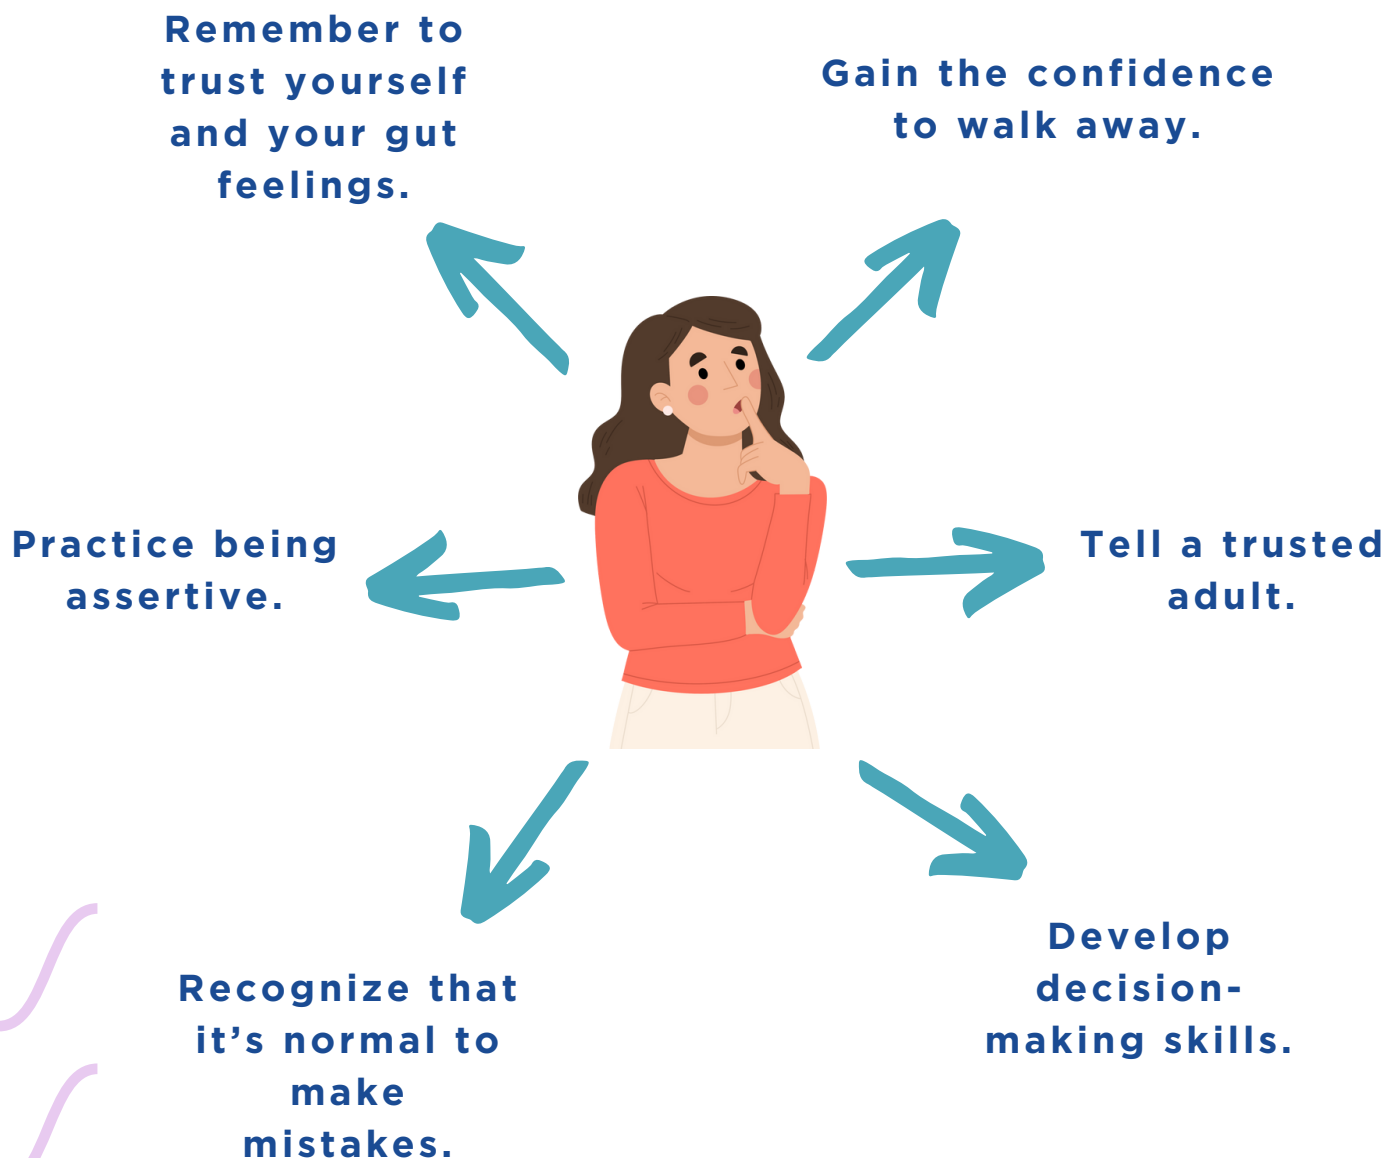 Remember to
trust yourself
and your gut
feelings.
Gain the confidence
to walk away.
Practice being
assertive.
Tell a trusted
adult.
Recognize that
it’s normal to
make
mistakes.
Develop
decision-
making skills.